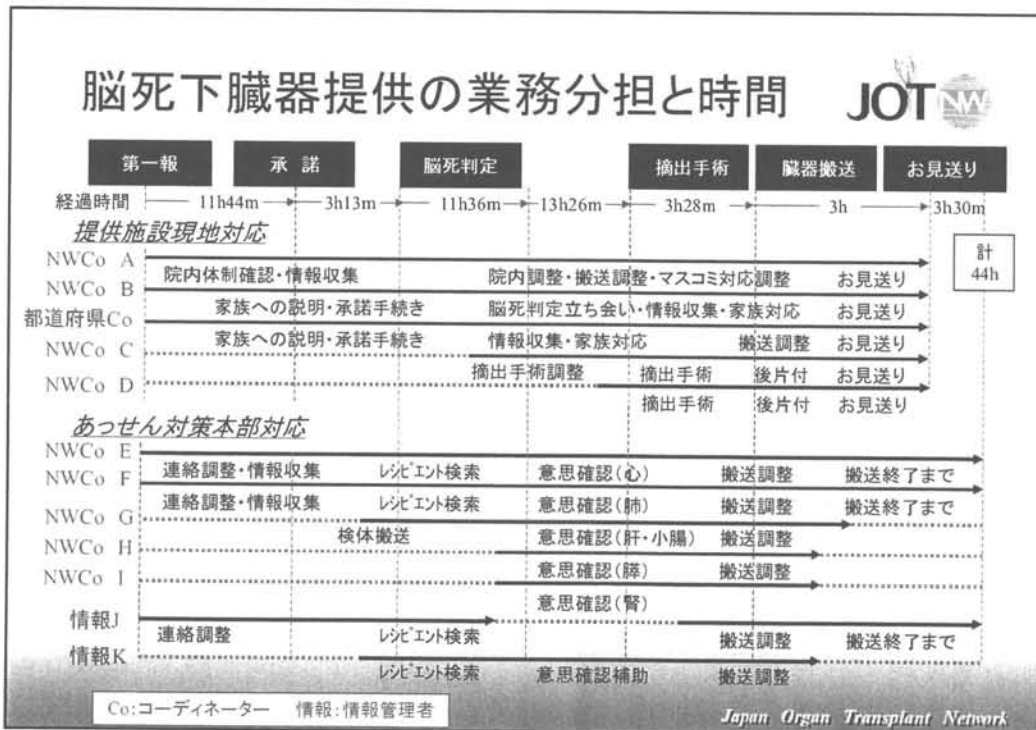 脳死下臓器提供の業務分担と時間
JOT NW
第一報 承諾 脳死判定 摘出手術 臓器搬送 お見送り
経過時間 11h44m 3h13m 11h36m 13h26m 3h28m 3h 3h30m
提供施設現地対応
計
44h
NWCo A
院内体制確認・情報収集 院内調整・搬送調整・マスコミ対応調整 お見送り
NWCo B
家族への説明・承諾手続き 脳死判定立ち会い・情報収集・家族対応 お見送り
都道府県Co
家族への説明・承諾手続き 情報収集・家族対応 搬送調整 お見送り
NWCo C
摘出手術調整 摘出手術 後片付 お見送り
NWCo D
摘出手術 後片付 お見送り
あっせん対策本部対応
NWCo E
連絡調整・情報収集 レシピエント検索 意思確認(心) 搬送調整 搬送終了まで
NWCo F
連絡調整・情報収集 レシピエント検索 意思確認(肺) 搬送調整 搬送終了まで
NWCo G
検体搬送 意思確認(肝・小腸) 搬送調整
NWCo H
意思確認(膵) 搬送調整
NWCo I
意思確認(腎)
情報J
連絡調整 レシピエント検索 搬送調整 搬送終了まで
情報K
レシピエント検索 意思確認補助 搬送調整
Co:コーディネーター 情報:情報管理者
Japan Organ Transplant Network